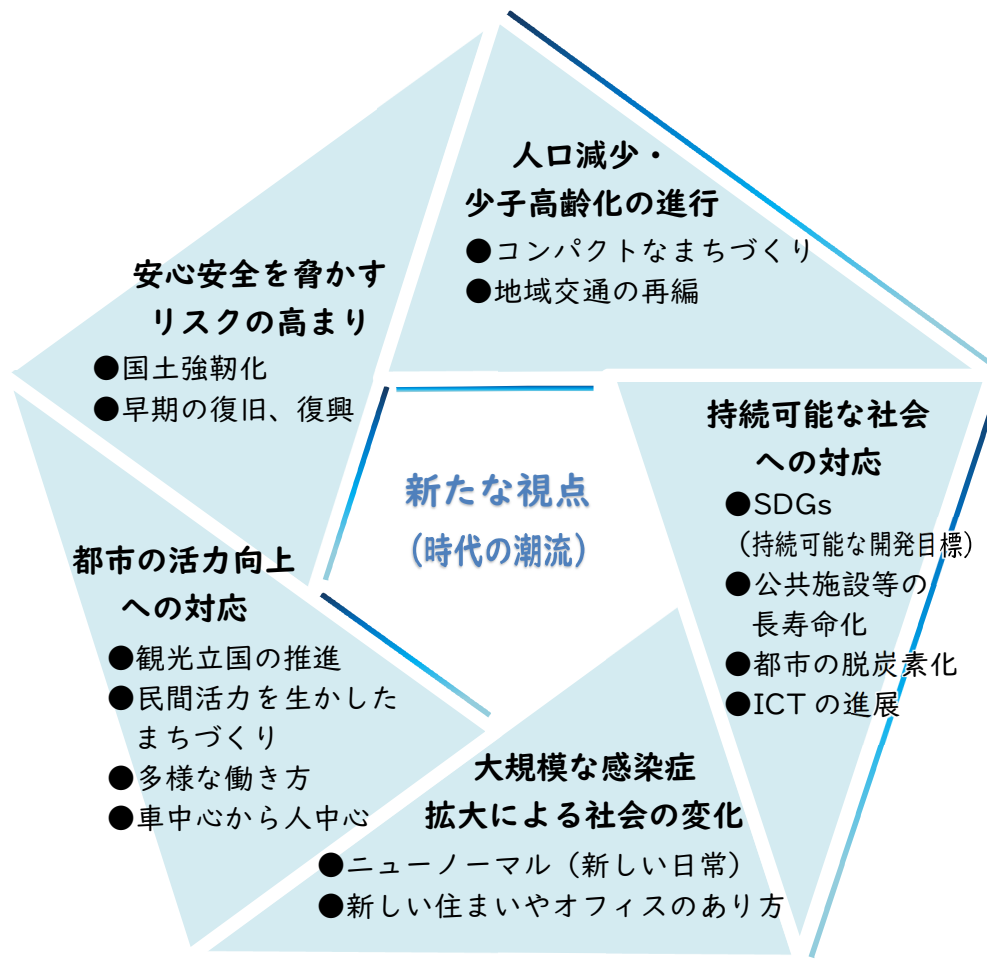 人口減少・
少子高齢化の進行
●コンパクトなまちづくり
●地域交通の再編
安心安全を脅かす
リスクの高まり
●国土強靭化
●早期の復旧、復興
持続可能な社会
への対応
●SDGs
(持続可能な開発目標)
●公共施設等の
長寿命化
●都市の脱炭素化
●ICTの進展
新たな視点
(時代の潮流)
都市の活力向上
への対応
●観光立国の推進
●民間活力を生かした
まちづくり
●多様な働き方
●車中心から人中心
大規模な感染症
拡大による社会の変化
●ニューノーマル(新しい日常)
●新しい住まいやオフィスのあり方